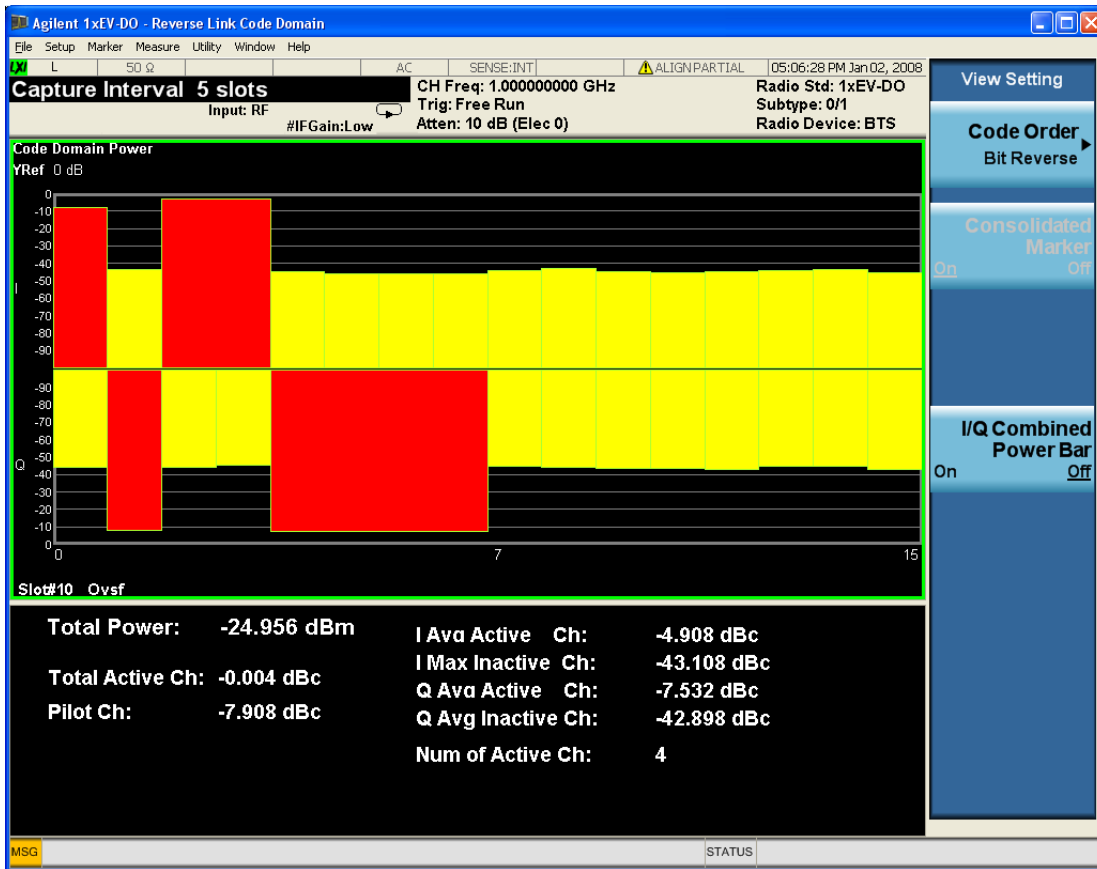 Agilent 1xEV-DO - Reverse Link Code Domain
File Setup Marker Measure Utility Window Help
LXI L 50 Ω AC SENSE:INT ALIGN PARTIAL 05:06:28 PM Jan 02, 2008
Capture Interval 5 slots
Input: RF
#IFGain:Low
CH Freq: 1.000000000 GHz
Trig: Free Run
Atten: 10 dB (Elec 0)
Radio Std: 1xEV-DO
Subtype: 0/1
Radio Device: BTS
Code Domain Power
YRef 0 dB
0
-10
-20
-30
-40
-50
I
-60
-70
-80
-90
-90
-80
-70
-60
-50
Q
-40
-30
-20
-10
0
0 7 15
Slot#10 Ovsf
Total Power: -24.956 dBm
Total Active Ch: -0.004 dBc
Pilot Ch: -7.908 dBc
I Avg Active Ch: -4.908 dBc
I Max Inactive Ch: -43.108 dBc
Q Avg Active Ch: -7.532 dBc
Q Avg Inactive Ch: -42.898 dBc
Num of Active Ch: 4
View Setting
Code Order
Bit Reverse
Consolidated
Marker
On Off
I/Q Combined
Power Bar
On Off
MSG STATUS